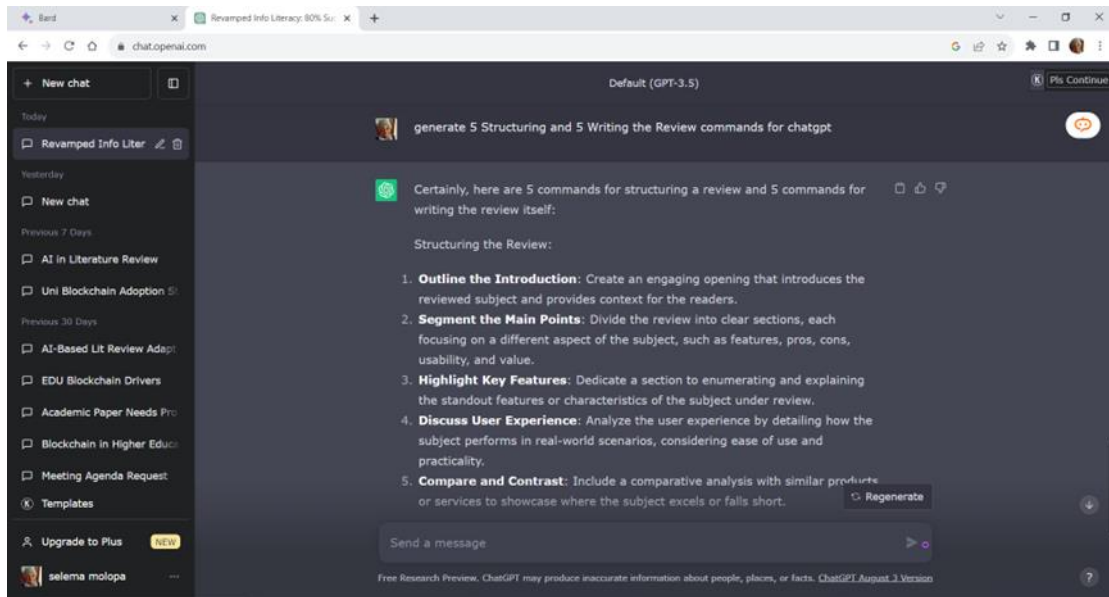 Bard
Revamped Info Literacy: 80% Su
chat.openai.com
G
New chat
Today
Revamped Info Liter
Yesterday
New chat
Previous 7 Days
AI in Literature Review
Uni Blockchain Adoption S
Previous 30 Days
AI-Based Lit Review Adapt
EDU Blockchain Drivers
Academic Paper Needs Pro
Blockchain in Higher Educa
Meeting Agenda Request
K Templates
Upgrade to Plus NEW
selema molopa
Default (GPT-3.5)
K Pls Continue
generate 5 Structuring and 5 Writing the Review commands for chatgpt
Certainly, here are 5 commands for structuring a review and 5 commands for
writing the review itself:
Structuring the Review:
1. Outline the Introduction: Create an engaging opening that introduces the
reviewed subject and provides context for the readers.
2. Segment the Main Points: Divide the review into clear sections, each
focusing on a different aspect of the subject, such as features, pros, cons,
usability, and value.
3. Highlight Key Features: Dedicate a section to enumerating and explaining
the standout features or characteristics of the subject under review.
4. Discuss User Experience: Analyze the user experience by detailing how the
subject performs in real-world scenarios, considering ease of use and
practicality.
5. Compare and Contrast: Include a comparative analysis with similar products
or services to showcase where the subject excels or falls short.
Regenerate
Send a message
Free Research Preview. ChatGPT may produce inaccurate information about people, places, or facts. ChatGPT August 3 Version
?